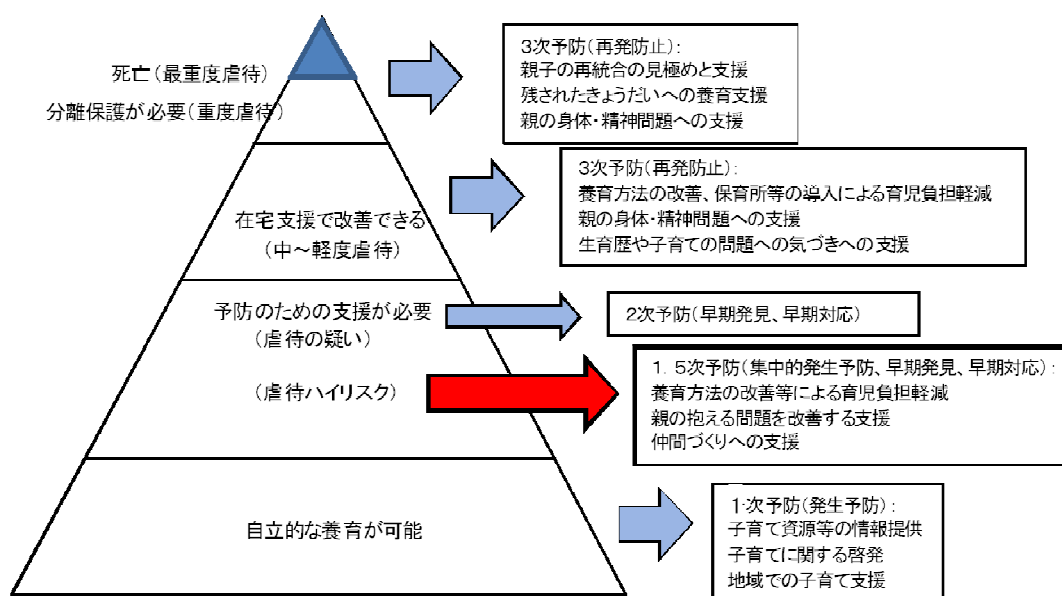 死亡(最重度虐待)
分離保護が必要(重度虐待)
3次予防(再発防止):
親子の再統合の見極めと支援
残されたきょうだいへの養育支援
親の身体・精神問題への支援
在宅支援で改善できる
(中~軽度虐待)
3次予防(再発防止):
養育方法の改善、保育所等の導入による育児負担軽減
親の身体・精神問題への支援
生育歴や子育ての問題への気づきへの支援
予防のための支援が必要
(虐待の疑い)
2次予防(早期発見、早期対応)
(虐待ハイリスク)
1.5次予防(集中的発生予防、早期発見、早期対応):
養育方法の改善等による育児負担軽減
親の抱える問題を改善する支援
仲間づくりへの支援
自立的な養育が可能
1次予防(発生予防):
子育て資源等の情報提供
子育てに関する啓発
地域での子育て支援